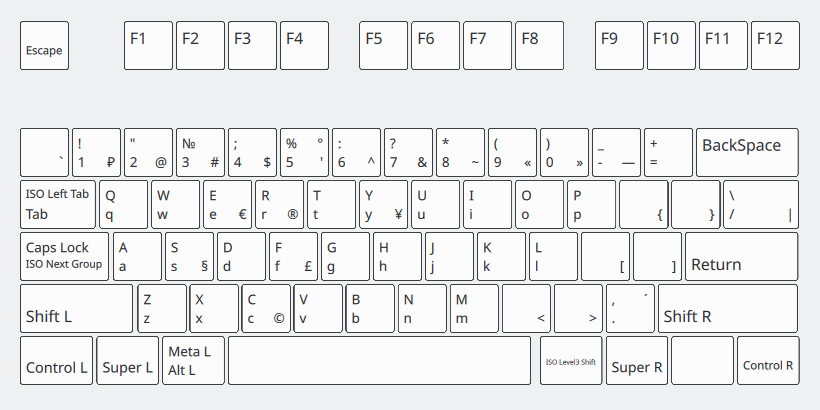 Escape F1 F2 F3 F4 F5 F6 F7 F8 F9 F10 F11 F12
! " № ; % ° : ? * ( ) _ + BackSpace
` 1 ₽ 2 @ 3 # 4 $ 5 ' 6 ^ 7 & 8 ~ 9 « 0 » - — =
ISO Left Tab Q W E R T Y U I O P \
Tab q w e € r ® t y ¥ u i o p { } / |
Caps Lock A S D F G H J K L
ISO Next Group a s § d f £ g h j k l [ ] Return
Z X C V B N M , ´
Shift L z x c © v b n m < > . Shift R
Meta L
Control L Super L Alt L ISO Level3 Shift Super R Control R